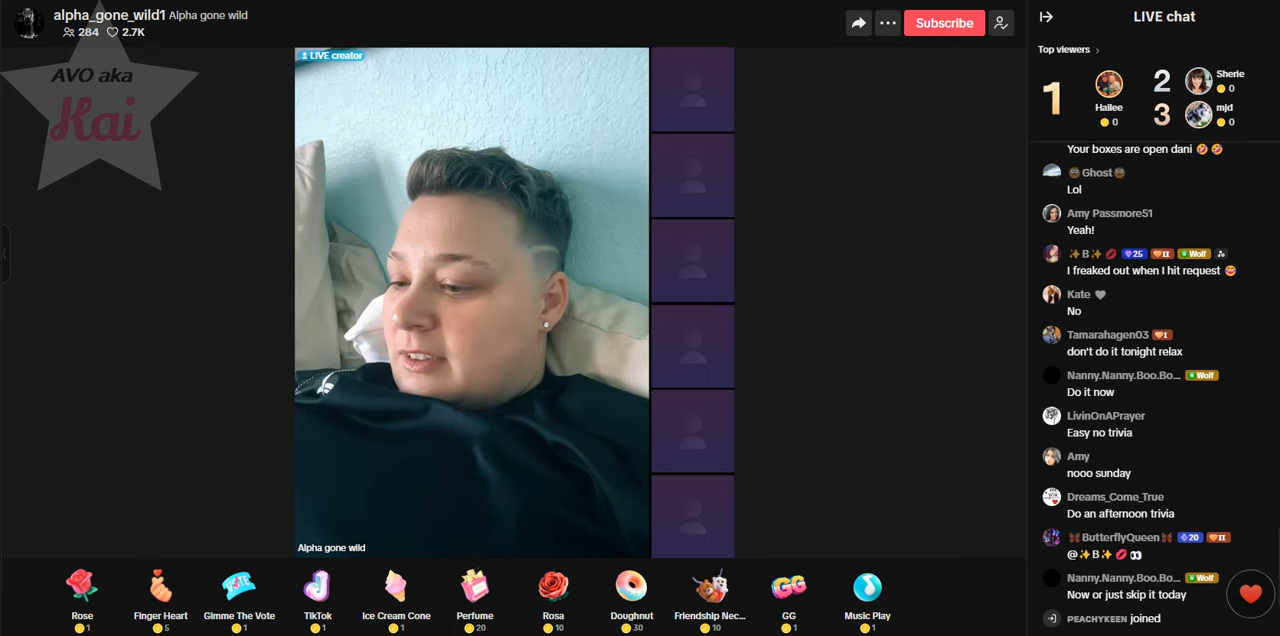 alpha_gone_wild1 Alpha gone wild
284 2.7K
Subscribe
AVO aka
Kai
LIVE creator
Alpha gone wild
Rose
1
Finger Heart
5
Gimme The Vote
1
TikTok
1
Ice Cream Cone
1
Perfume
20
Rosa
10
Doughnut
30
Friendship Nec...
10
GG
1
Music Play
1
LIVE chat
Top viewers
1
Hailee
0
2
Sherie
0
3
mjd
0
Your boxes are open dani 🤣 🤣
Ghost
Lol
Amy Passmore51
Yeah!
✨B✨💋 25 II Wolf
I freaked out when I hit request
Kate
No
Tamarahagen03 I
don't do it tonight relax
Nanny.Nanny.Boo.Bo... Wolf
Do it now
LivinOnAPrayer
Easy no trivia
Amy
nooo sunday
Dreams_Come_True
Do an afternoon trivia
ButterflyQueen 20 II
@✨B✨💋👀
Nanny.Nanny.Boo.Bo... Wolf
Now or just skip it today
PEACHYKEEN joined